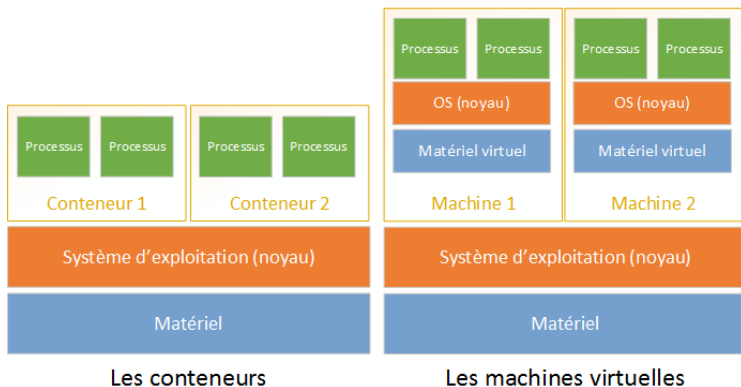 Processus Processus
OS (noyau)
Matériel virtuel
Machine 1
Processus Processus
OS (noyau)
Matériel virtuel
Machine 2
Processus Processus
Conteneur 1
Processus Processus
Conteneur 2
Système d’exploitation (noyau)
Matériel
Les conteneurs
Système d’exploitation (noyau)
Matériel
Les machines virtuelles